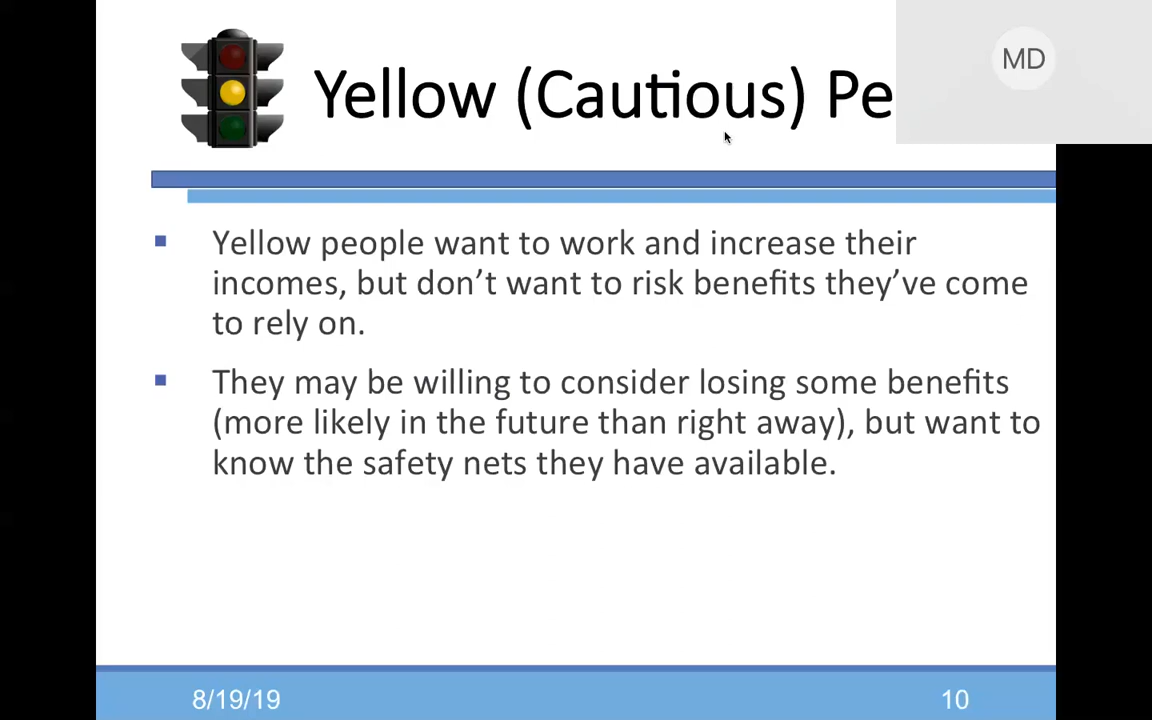 MD
Yellow (Cautious) Pe
Yellow people want to work and increase their
incomes, but don’t want to risk benefits they’ve come
to rely on.
They may be willing to consider losing some benefits
(more likely in the future than right away), but want to
know the safety nets they have available.
8/19/19
10